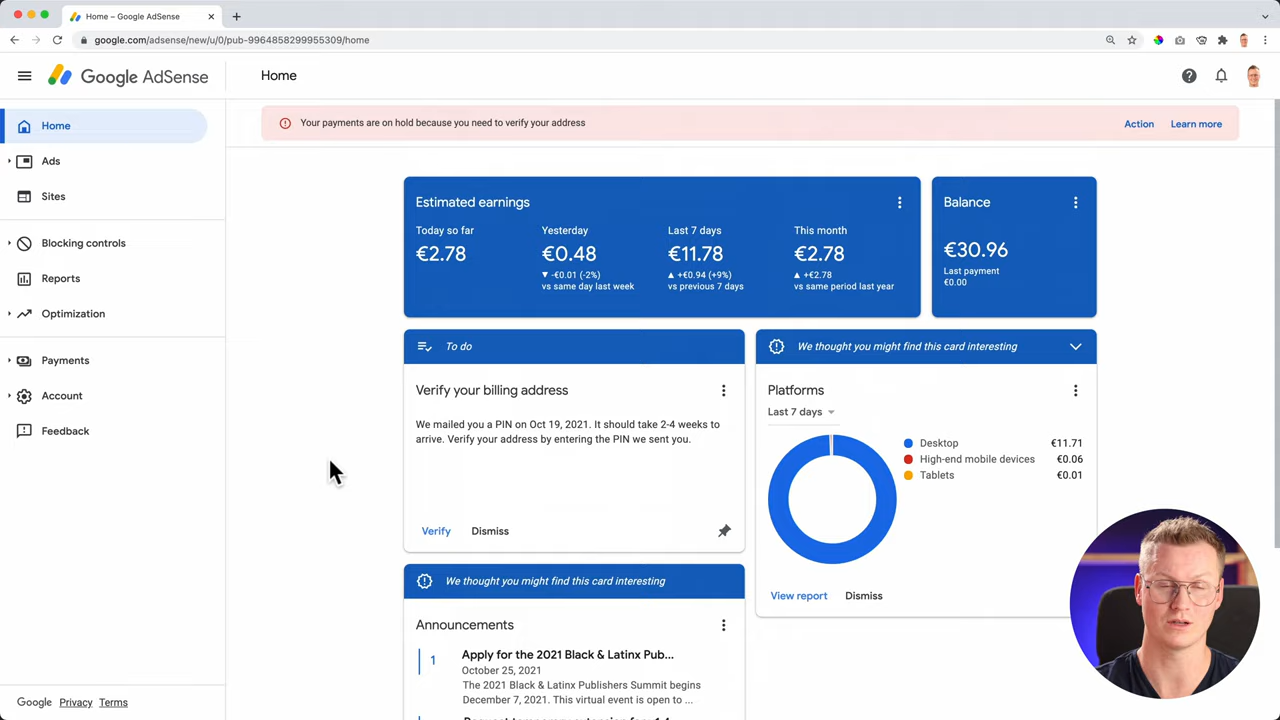 Home – Google AdSense
google.com/adsense/new/u/0/pub-9964858299955309/home
Google AdSense
Home
Home
Ads
Sites
Blocking controls
Reports
Optimization
Payments
Account
Feedback
Google Privacy Terms
Your payments are on hold because you need to verify your address
Action Learn more
Estimated earnings
Today so far
€2.78
Yesterday
€0.48
▼ -€0.01 (-2%)
vs same day last week
Last 7 days
€11.78
▲ +€0.94 (+9%)
vs previous 7 days
This month
€2.78
▲ +€2.78
vs same period last year
Balance
€30.96
Last payment
€0.00
To do
Verify your billing address
We mailed you a PIN on Oct 19, 2021. It should take 2-4 weeks to
arrive. Verify your address by entering the PIN we sent you.
Verify Dismiss
We thought you might find this card interesting
Platforms
Last 7 days
Desktop €11.71
High-end mobile devices €0.06
Tablets €0.01
View report Dismiss
We thought you might find this card interesting
Announcements
1
Apply for the 2021 Black & Latinx Pub...
October 25, 2021
The 2021 Black & Latinx Publishers Summit begins
December 7, 2021. This virtual event is open to ...